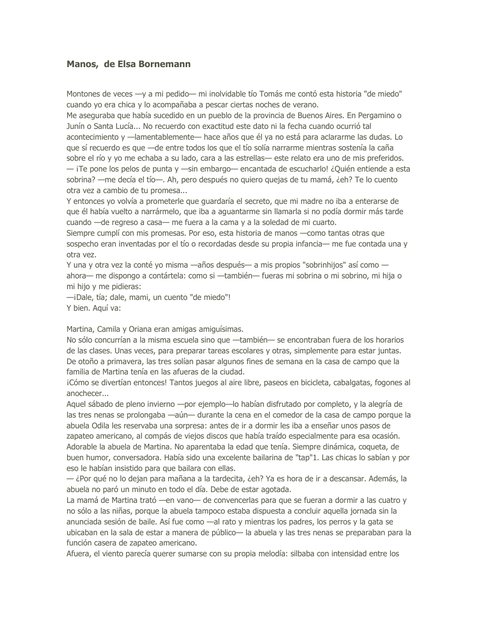 Manos,  de Elsa Bornemann
Montones de veces —y a mi pedido— mi inolvidable tío Tomás me contó esta historia "de miedo"
cuando yo era chica y lo acompañaba a pescar ciertas noches de verano.
Me aseguraba que había sucedido en un pueblo de la provincia de Buenos Aires. En Pergamino o
Junín o Santa Lucía... No recuerdo con exactitud este dato ni la fecha cuando ocurrió tal
acontecimiento y —lamentablemente— hace años que él ya no está para aclararme las dudas. Lo
que sí recuerdo es que —de entre todos los que el tío solía narrarme mientras sostenía la caña
sobre el río y yo me echaba a su lado, cara a las estrellas— este relato era uno de mis preferidos.
— ¡Te pone los pelos de punta y —sin embargo— encantada de escucharlo! ¿Quién entiende a esta
sobrina? —me decía el tío—. Ah, pero después no quiero quejas de tu mamá, ¿eh? Te lo cuento
otra vez a cambio de tu promesa...
Y entonces yo volvía a prometerle que guardaría el secreto, que mi madre no iba a enterarse de
que él había vuelto a narrármelo, que iba a aguantarme sin llamarla si no podía dormir más tarde
cuando —de regreso a casa— me fuera a la cama y a la soledad de mi cuarto.
Siempre cumplí con mis promesas. Por eso, esta historia de manos —como tantas otras que
sospecho eran inventadas por el tío o recordadas desde su propia infancia— me fue contada una y
otra vez.
Y una y otra vez la conté yo misma —años después— a mis propios "sobrinhijos" así como —
ahora— me dispongo a contártela: como si —también— fueras mi sobrina o mi sobrino, mi hija o
mi hijo y me pidieras:
—¡Dale, tía; dale, mami, un cuento "de miedo"!
Y bien. Aquí va:
Martina, Camila y Oriana eran amigas amiguísimas.
No sólo concurrían a la misma escuela sino que —también— se encontraban fuera de los horarios
de las clases. Unas veces, para preparar tareas escolares y otras, simplemente para estar juntas.
De otoño a primavera, las tres solían pasar algunos fines de semana en la casa de campo que la
familia de Martina tenía en las afueras de la ciudad.
¡Cómo se divertían entonces! Tantos juegos al aire libre, paseos en bicicleta, cabalgatas, fogones al
anochecer...
Aquel sábado de pleno invierno —por ejemplo—lo habían disfrutado por completo, y la alegría de
las tres nenas se prolongaba —aún— durante la cena en el comedor de la casa de campo porque la
abuela Odila les reservaba una sorpresa: antes de ir a dormir les iba a enseñar unos pasos de
zapateo americano, al compás de viejos discos que había traído especialmente para esa ocasión.
Adorable la abuela de Martina. No aparentaba la edad que tenía. Siempre dinámica, coqueta, de
buen humor, conversadora. Había sido una excelente bailarina de "tap"1. Las chicas lo sabían y por
eso le habían insistido para que bailara con ellas.
— ¿Por qué no lo dejan para mañana a la tardecita, ¿eh? Ya es hora de ir a descansar. Además, la
abuela no paró un minuto en todo el día. Debe de estar agotada.
La mamá de Martina trató —en vano— de convencerlas para que se fueran a dormir a las cuatro y
no sólo a las niñas, porque la abuela tampoco estaba dispuesta a concluir aquella jornada sin la
anunciada sesión de baile. Así fue como —al rato y mientras los padres, los perros y la gata se
ubicaban en la sala de estar a manera de público— la abuela y las tres nenas se preparaban para la
función casera de zapateo americano.
Afuera, el viento parecía querer sumarse con su propia melodía: silbaba con intensidad entre los